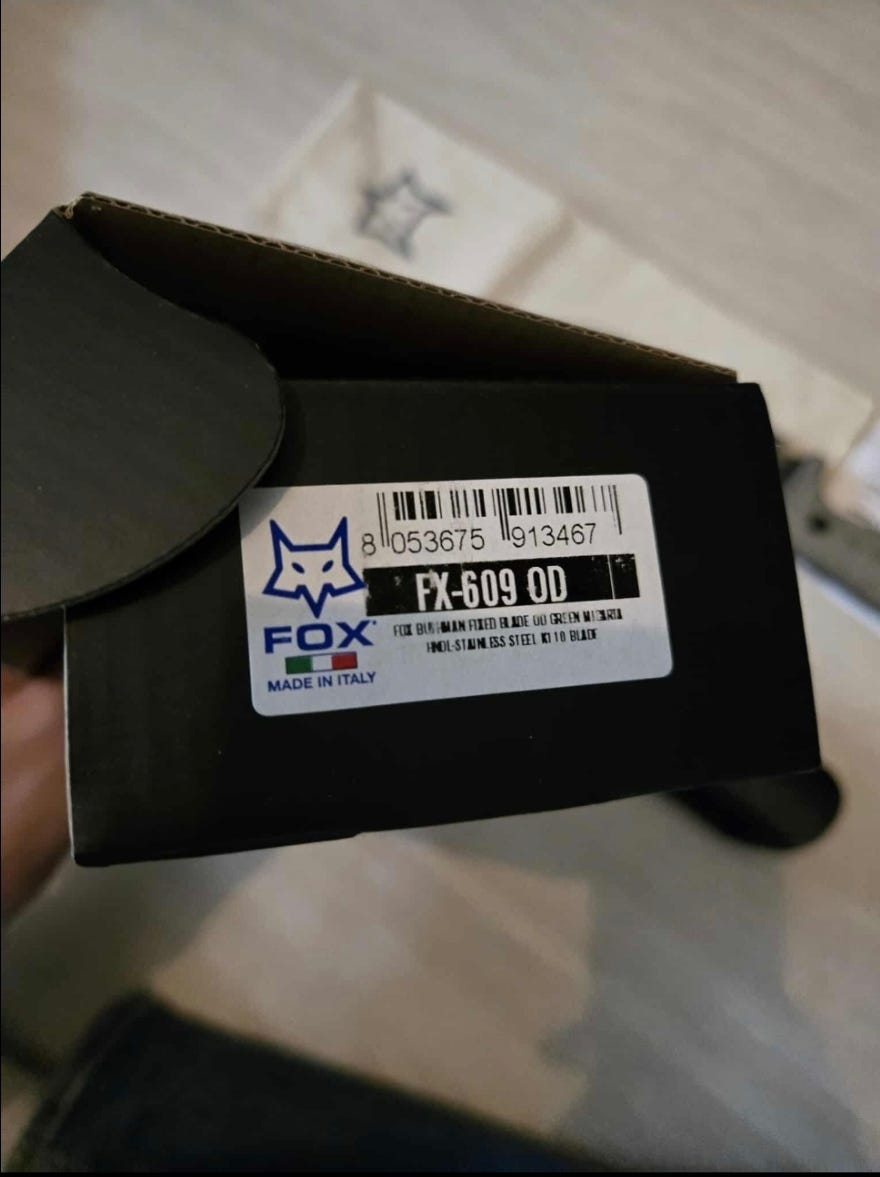 8 053675 913467
FX-609 OD
FOX BUSHMAN FIXED BLADE OD GREEN MICARTA
HNDL-STAINLESS STEEL K110 BLADE
FOX
MADE IN ITALY